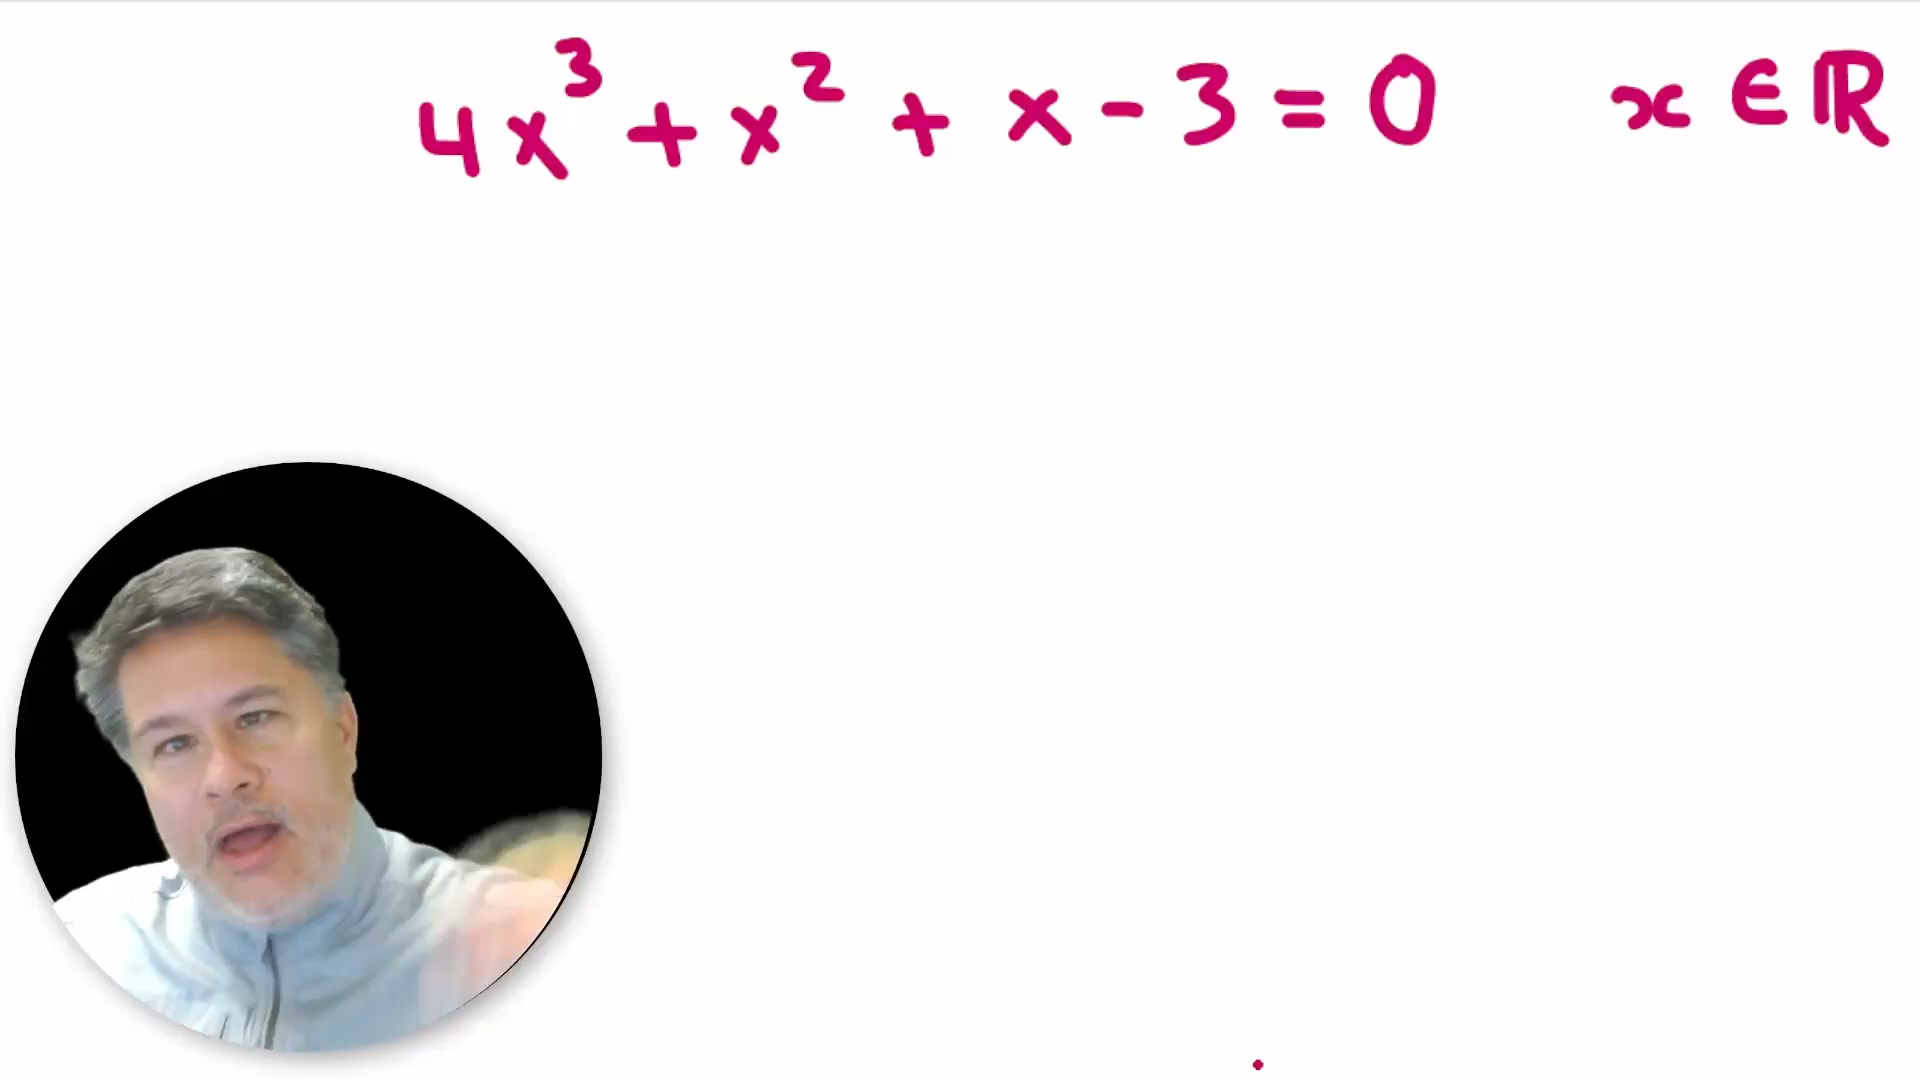 4x³ + x² + x - 3 = 0 x ∈ ℝ